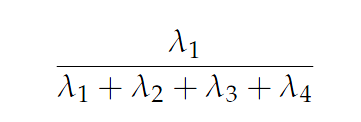 λ₁
λ₁ + λ₂ + λ₃ + λ₄